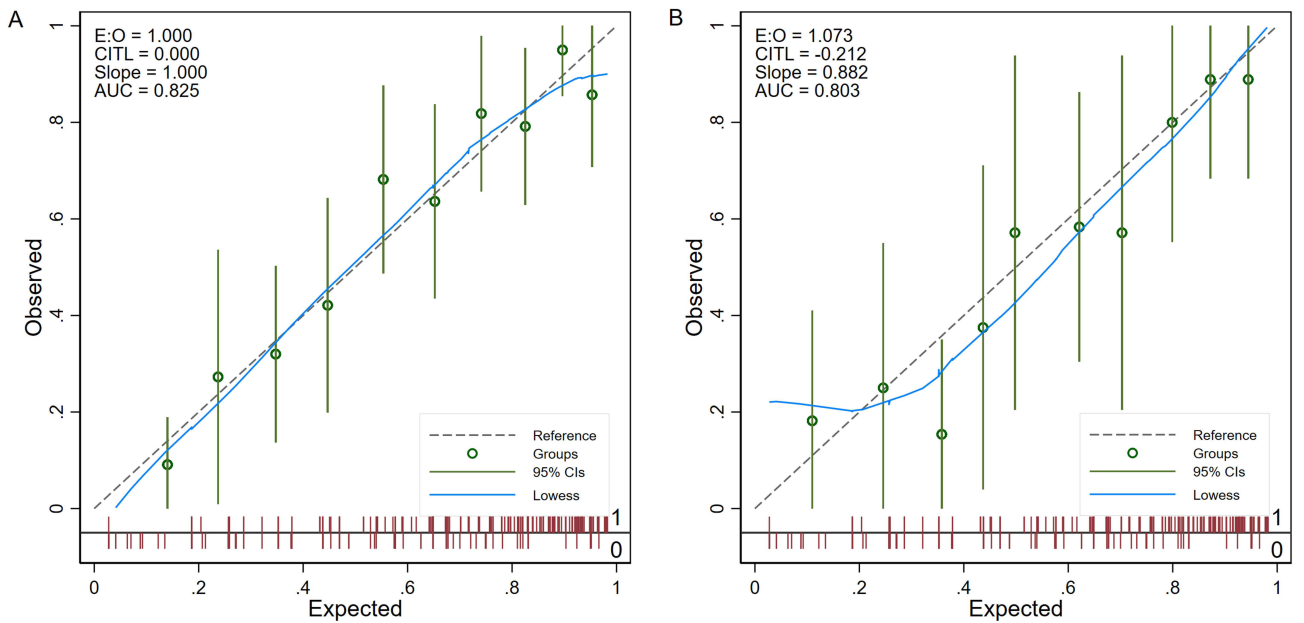 A
E:O = 1.000
CITL = 0.000
Slope = 1.000
AUC = 0.825
Observed
0
.2
.4
.6
.8
1
Reference
Groups
95% CIs
Lowess
1
0
0
.2
.4
.6
.8
1
Expected
B
E:O = 1.073
CITL = -0.212
Slope = 0.882
AUC = 0.803
Observed
0
.2
.4
.6
.8
1
Reference
Groups
95% CIs
Lowess
1
0
0
.2
.4
.6
.8
1
Expected